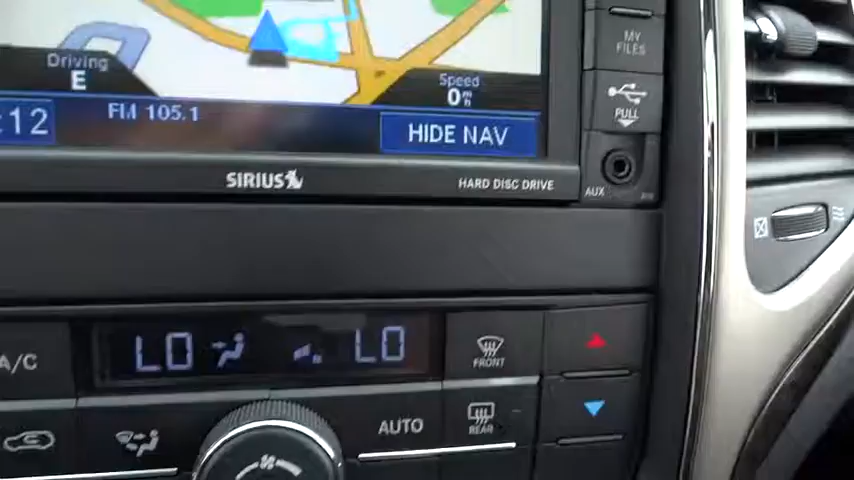 MY
FILES
Driving
E
Speed
0 mh
PULL
:12
FM 105.1
HIDE NAV
SIRIUS
HARD DISC DRIVE
AUX
LO
LO
A/C
FRONT
AUTO
REAR